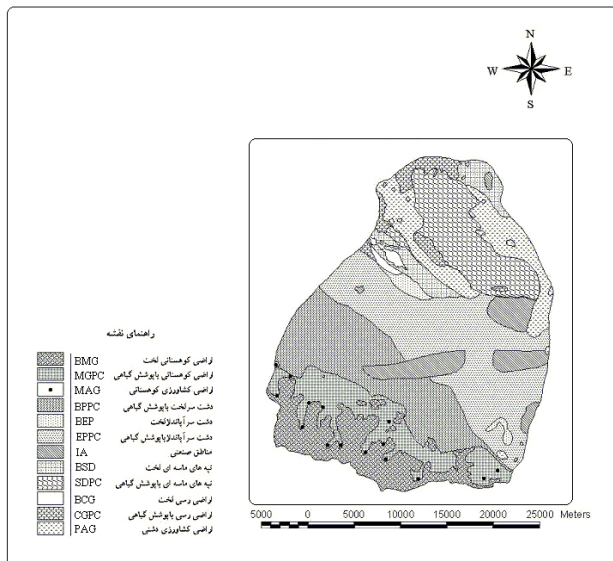 N
W E
S
راهنمای نقشه
BMG اراضی کوهستانی لخت
MGPC اراضی کوهستانی باپوشش گیاهی
MAG اراضی کشاورزی کوهستانی
BPPC دشت سرلخت باپوشش گیاهی
BEP دشت سرآپاندالاخت
EPPC دشت سرآپاندلاباپوشش گیاهی
IA مناطق صنعتی
BSD تپه های ماسه ای لخت
SDPC تپه های ماسه ای باپوشش گیاهی
BCG اراضی رسی لخت
CGPC اراضی رسی باپوشش گیاهی
PAG اراضی کشاورزی دشتی
5000 0 5000 10000 15000 20000 25000 Meters